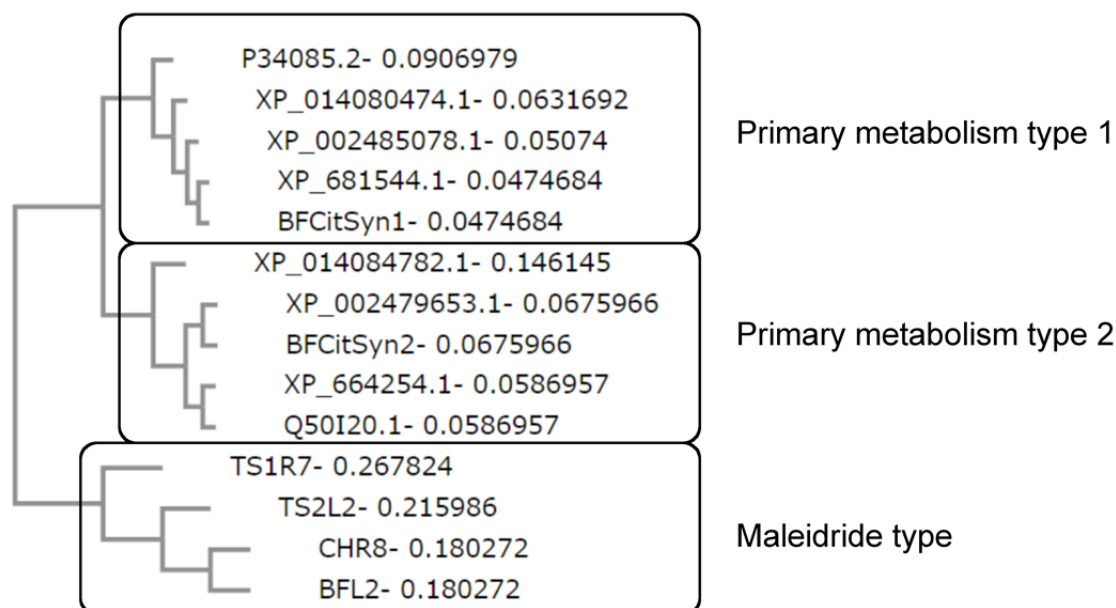 P34085.2- 0.0906979
XP_014080474.1- 0.0631692
XP_002485078.1- 0.05074
XP_681544.1- 0.0474684
BFCitSyn1- 0.0474684
Primary metabolism type 1
XP_014084782.1- 0.146145
XP_002479653.1- 0.0675966
BFCitSyn2- 0.0675966
XP_664254.1- 0.0586957
Q50I20.1- 0.0586957
Primary metabolism type 2
TS1R7- 0.267824
TS2L2- 0.215986
CHR8- 0.180272
BFL2- 0.180272
Maleidride type